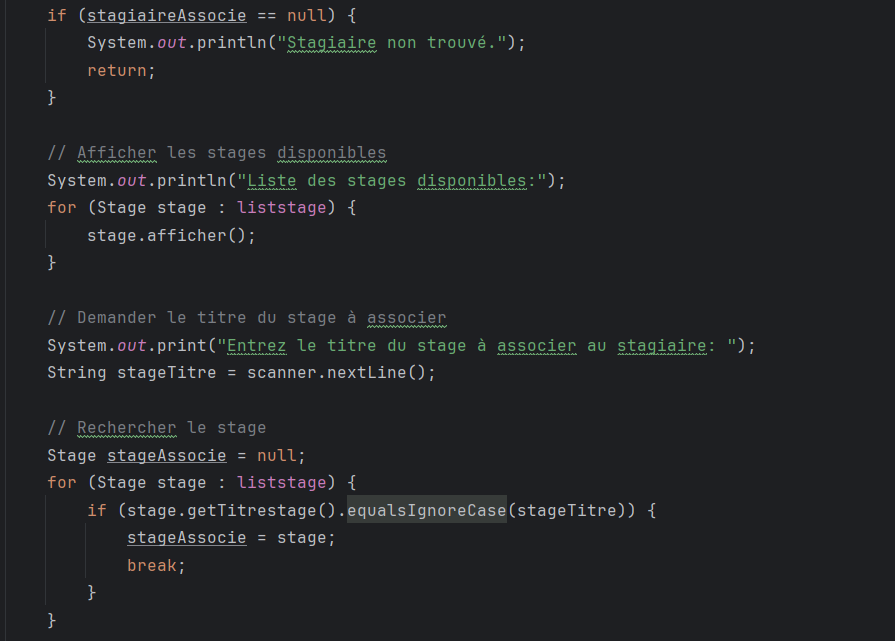 if (stagiaireAssocie == null) {
    System.out.println("Stagiaire non trouvé.");
    return;
}
// Afficher les stages disponibles
System.out.println("Liste des stages disponibles:");
for (Stage stage : liststage) {
    stage.afficher();
}
// Demander le titre du stage à associer
System.out.print("Entrez le titre du stage à associer au stagiaire: ");
String stageTitre = scanner.nextLine();
// Rechercher le stage
Stage stageAssocie = null;
for (Stage stage : liststage) {
    if (stage.getTitrestage().equalsIgnoreCase(stageTitre)) {
        stageAssocie = stage;
        break;
    }
}